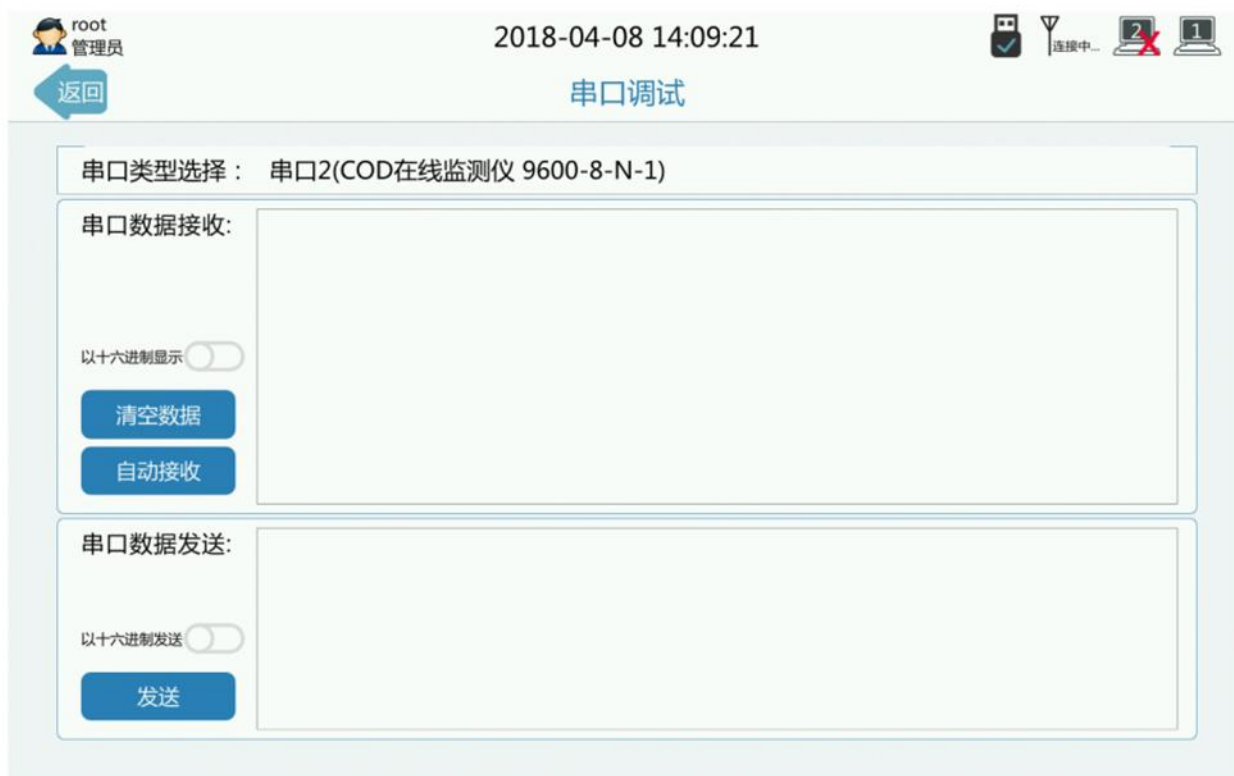 root
管理员
2018-04-08 14:09:21
连接中...
2
1
返回
串口调试
串口类型选择： 串口2(COD在线监测仪 9600-8-N-1)
串口数据接收:
以十六进制显示
清空数据
自动接收
串口数据发送:
以十六进制发送
发送